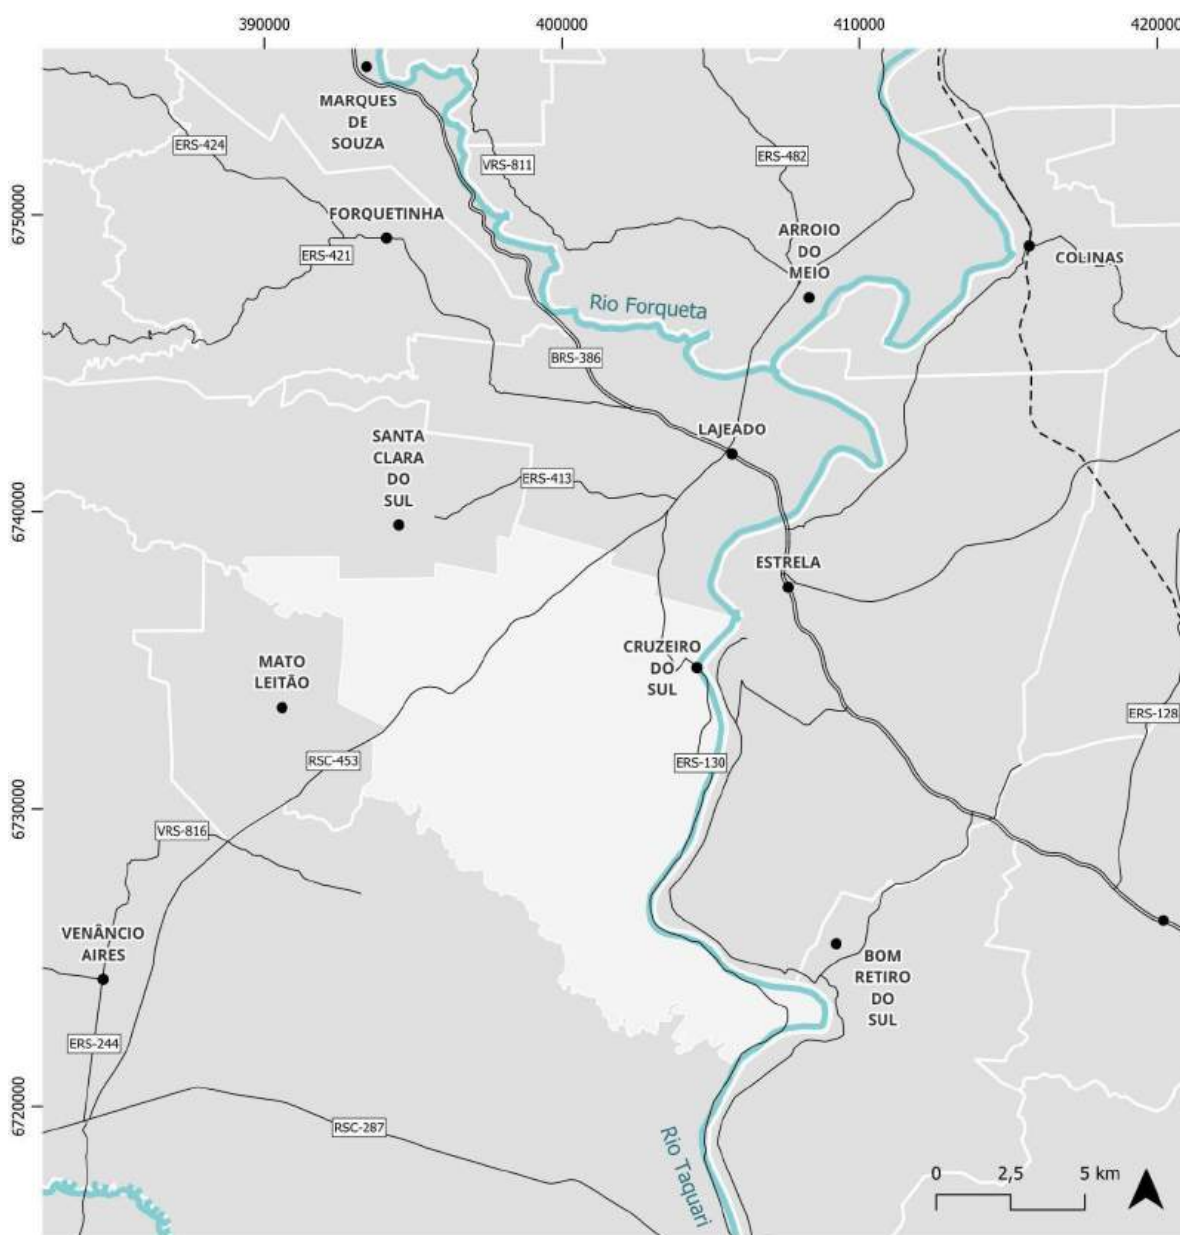 390000
400000
410000
420000
MARQUES
DE
SOUZA
ERS-424
VRS-811
ERS-482
6750000
FORQUETINHA
ERS-421
ARROIO
DO
MEIO
COLINAS
Rio Forqueta
BRS-386
LAJEADO
SANTA
CLARA
DO
SUL
ERS-413
6740000
ESTRELA
CRUZEIRO
DO
SUL
MATO
LEITÃO
ERS-128
RSC-453
ERS-130
6730000
VRS-816
VENÂNCIO
AIRES
BOM
RETIRO
DO
SUL
ERS-244
6720000
RSC-287
Rio Taquari
0 2,5 5 km